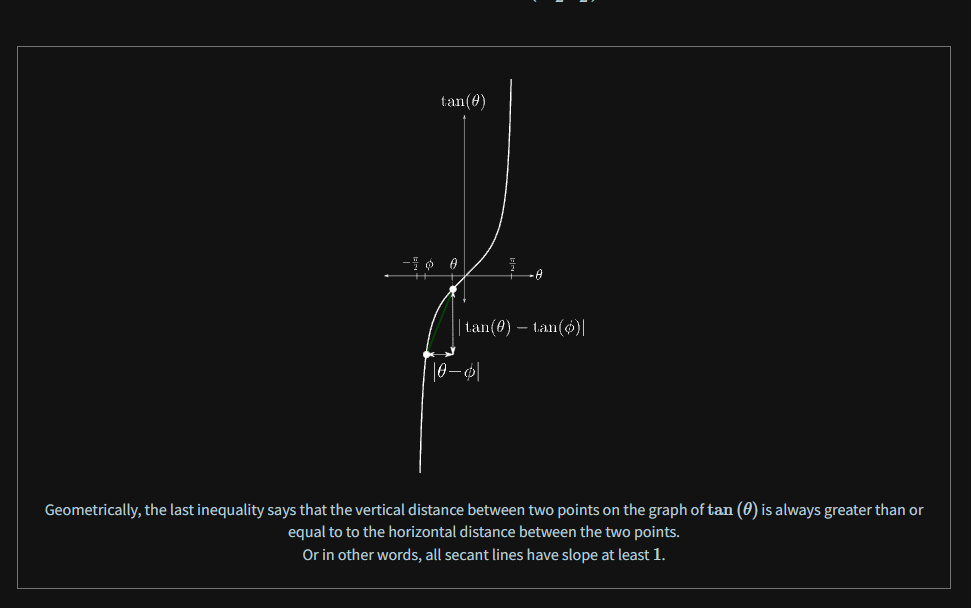 tan(θ)
−π/2 ϕ θ π/2
θ
|tan(θ) − tan(ϕ)|
|θ−ϕ|
Geometrically, the last inequality says that the vertical distance between two points on the graph of tan (θ) is always greater than or
equal to to the horizontal distance between the two points.
Or in other words, all secant lines have slope at least 1.